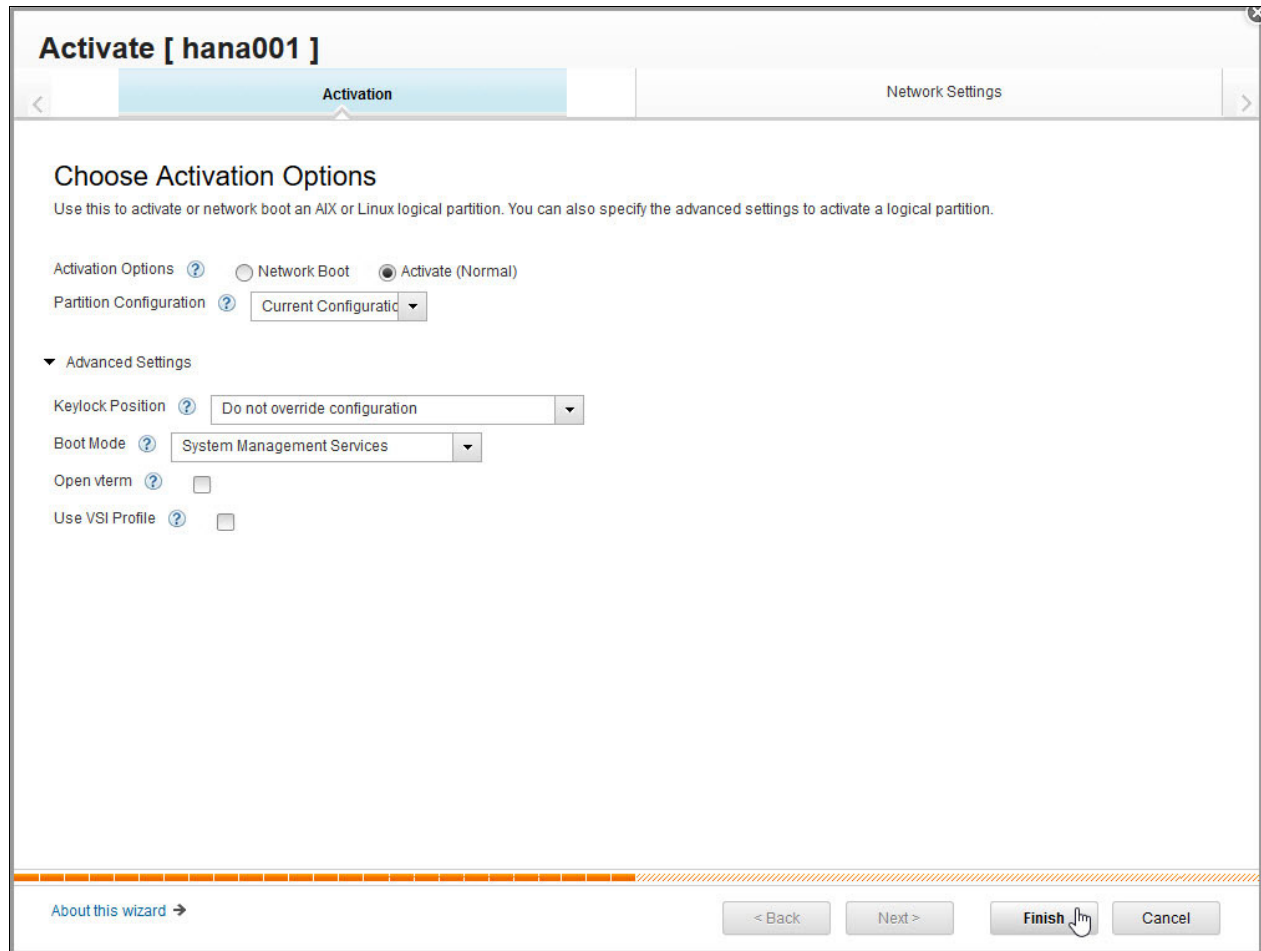 Activate [ hana001 ]
Activation
Network Settings
Choose Activation Options
Use this to activate or network boot an AIX or Linux logical partition. You can also specify the advanced settings to activate a logical partition.
Activation Options ? Network Boot Activate (Normal)
Partition Configuration ? Current Configuratic
Advanced Settings
Keylock Position ? Do not override configuration
Boot Mode ? System Management Services
Open vterm ?
Use VSI Profile ?
About this wizard →
< Back Next > Finish Cancel